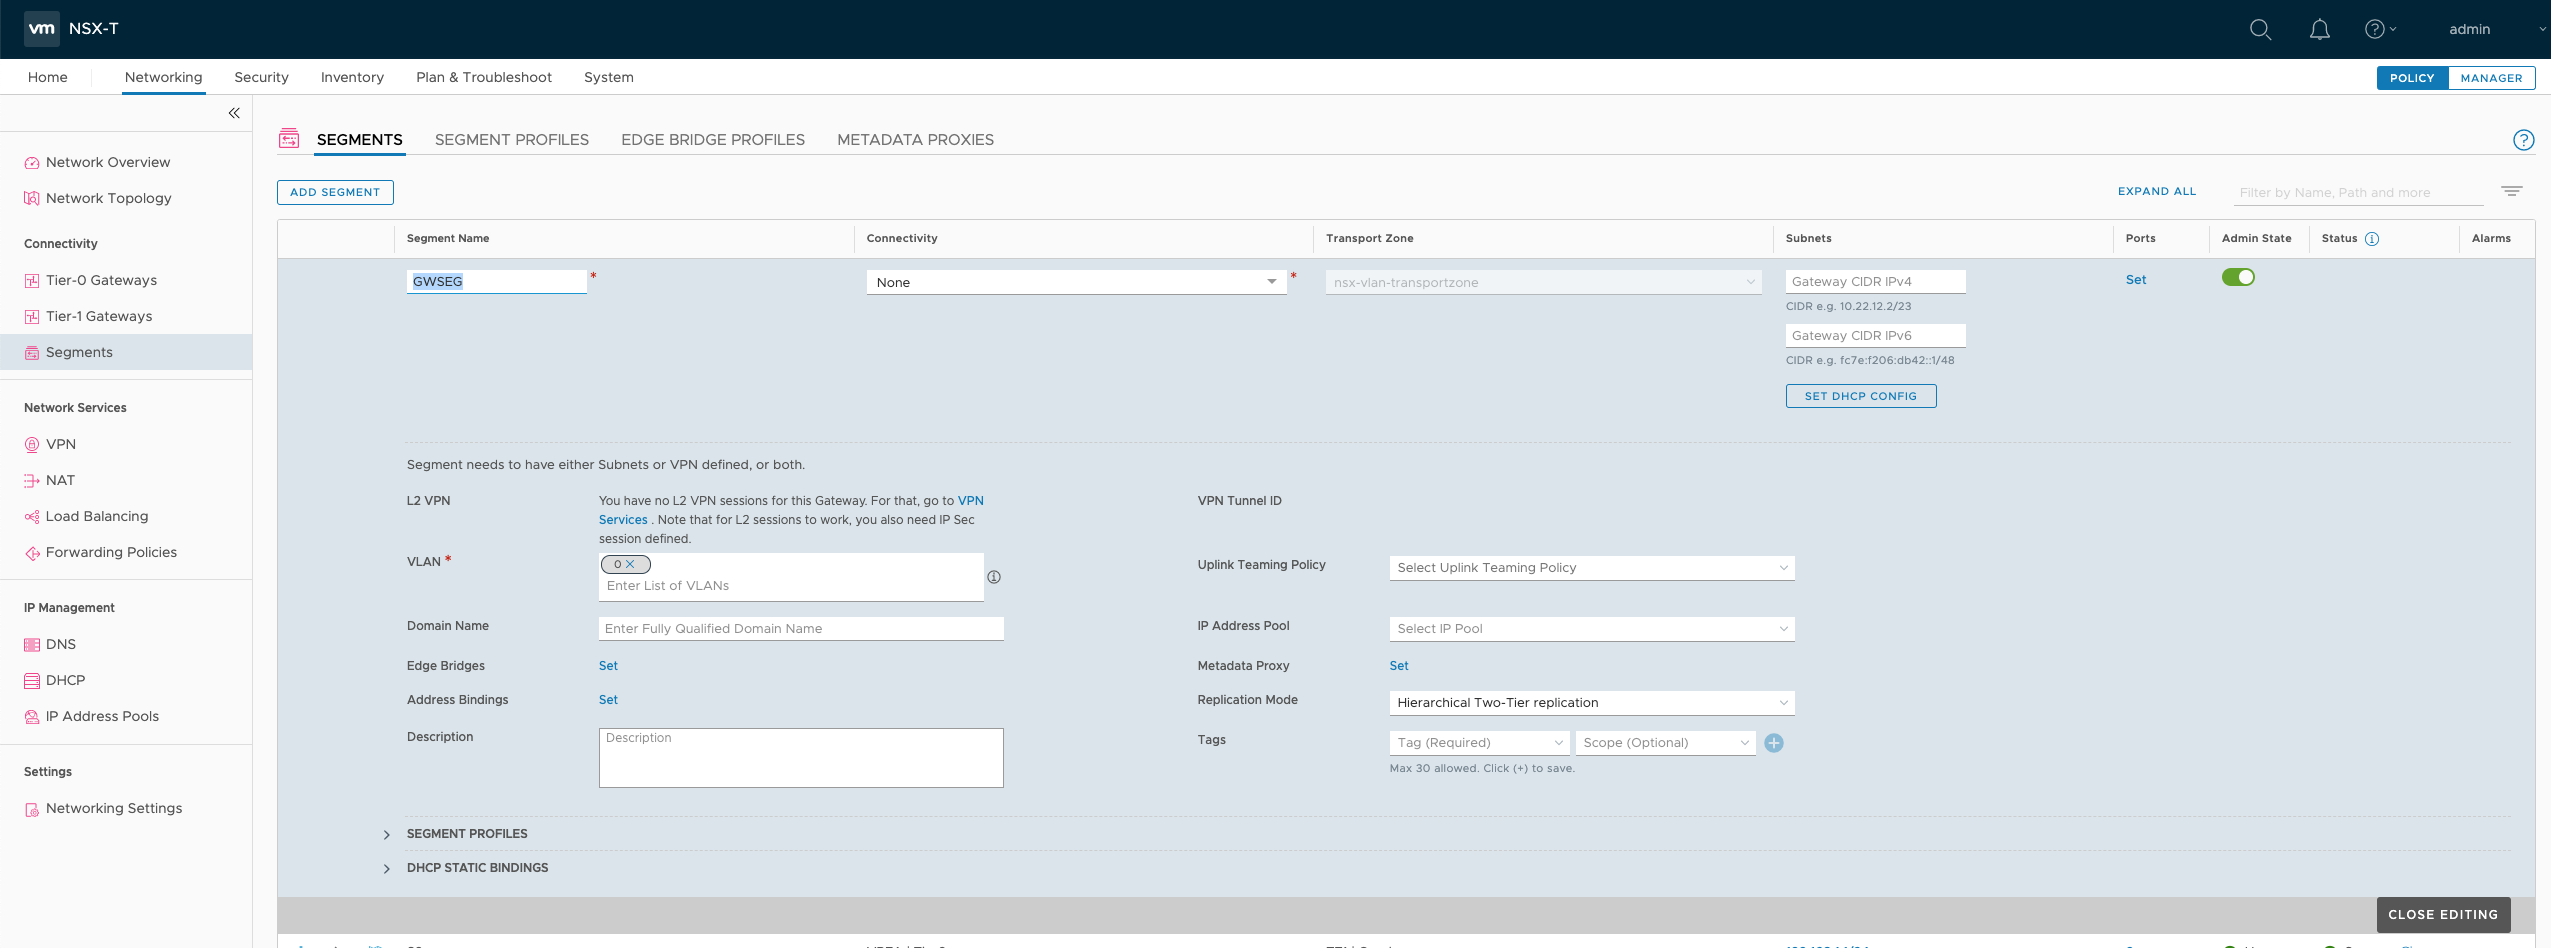 vm NSX-T
admin
Home Networking Security Inventory Plan & Troubleshoot System
POLICY MANAGER
Network Overview
Network Topology
Connectivity
Tier-0 Gateways
Tier-1 Gateways
Segments
Network Services
VPN
NAT
Load Balancing
Forwarding Policies
IP Management
DNS
DHCP
IP Address Pools
Settings
Networking Settings
SEGMENTS SEGMENT PROFILES EDGE BRIDGE PROFILES METADATA PROXIES
ADD SEGMENT
EXPAND ALL Filter by Name, Path and more
Segment Name Connectivity Transport Zone Subnets Ports Admin State Status Alarms
GWSEG * None * nsx-vlan-transportzone Gateway CIDR IPv4 Set
CIDR e.g. 10.22.12.2/23
Gateway CIDR IPv6
CIDR e.g. fc7e:f206:db42::1/48
SET DHCP CONFIG
Segment needs to have either Subnets or VPN defined, or both.
L2 VPN You have no L2 VPN sessions for this Gateway. For that, go to VPN
Services . Note that for L2 sessions to work, you also need IP Sec
session defined.
VPN Tunnel ID
VLAN * 0
Enter List of VLANs
Uplink Teaming Policy Select Uplink Teaming Policy
Domain Name Enter Fully Qualified Domain Name
IP Address Pool Select IP Pool
Edge Bridges Set
Metadata Proxy Set
Address Bindings Set
Replication Mode Hierarchical Two-Tier replication
Description Description
Tags Tag (Required) Scope (Optional)
Max 30 allowed. Click (+) to save.
SEGMENT PROFILES
DHCP STATIC BINDINGS
CLOSE EDITING